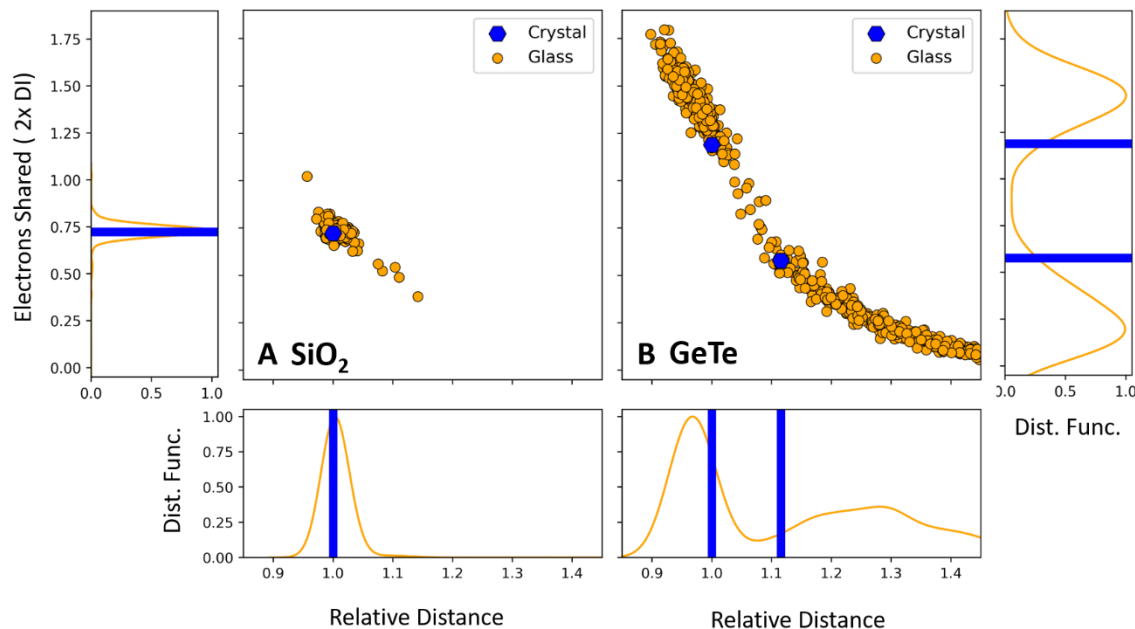 Electrons Shared ( 2x DI)
1.75
1.50
1.25
1.00
0.75
0.50
0.25
0.00
0.0 0.5 1.0
Crystal
Glass
A SiO₂
Crystal
Glass
B GeTe
0.0 0.5 1.0
Dist. Func.
Dist. Func.
1.00
0.75
0.50
0.25
0.00
0.9 1.0 1.1 1.2 1.3 1.4
Relative Distance
0.9 1.0 1.1 1.2 1.3 1.4
Relative Distance